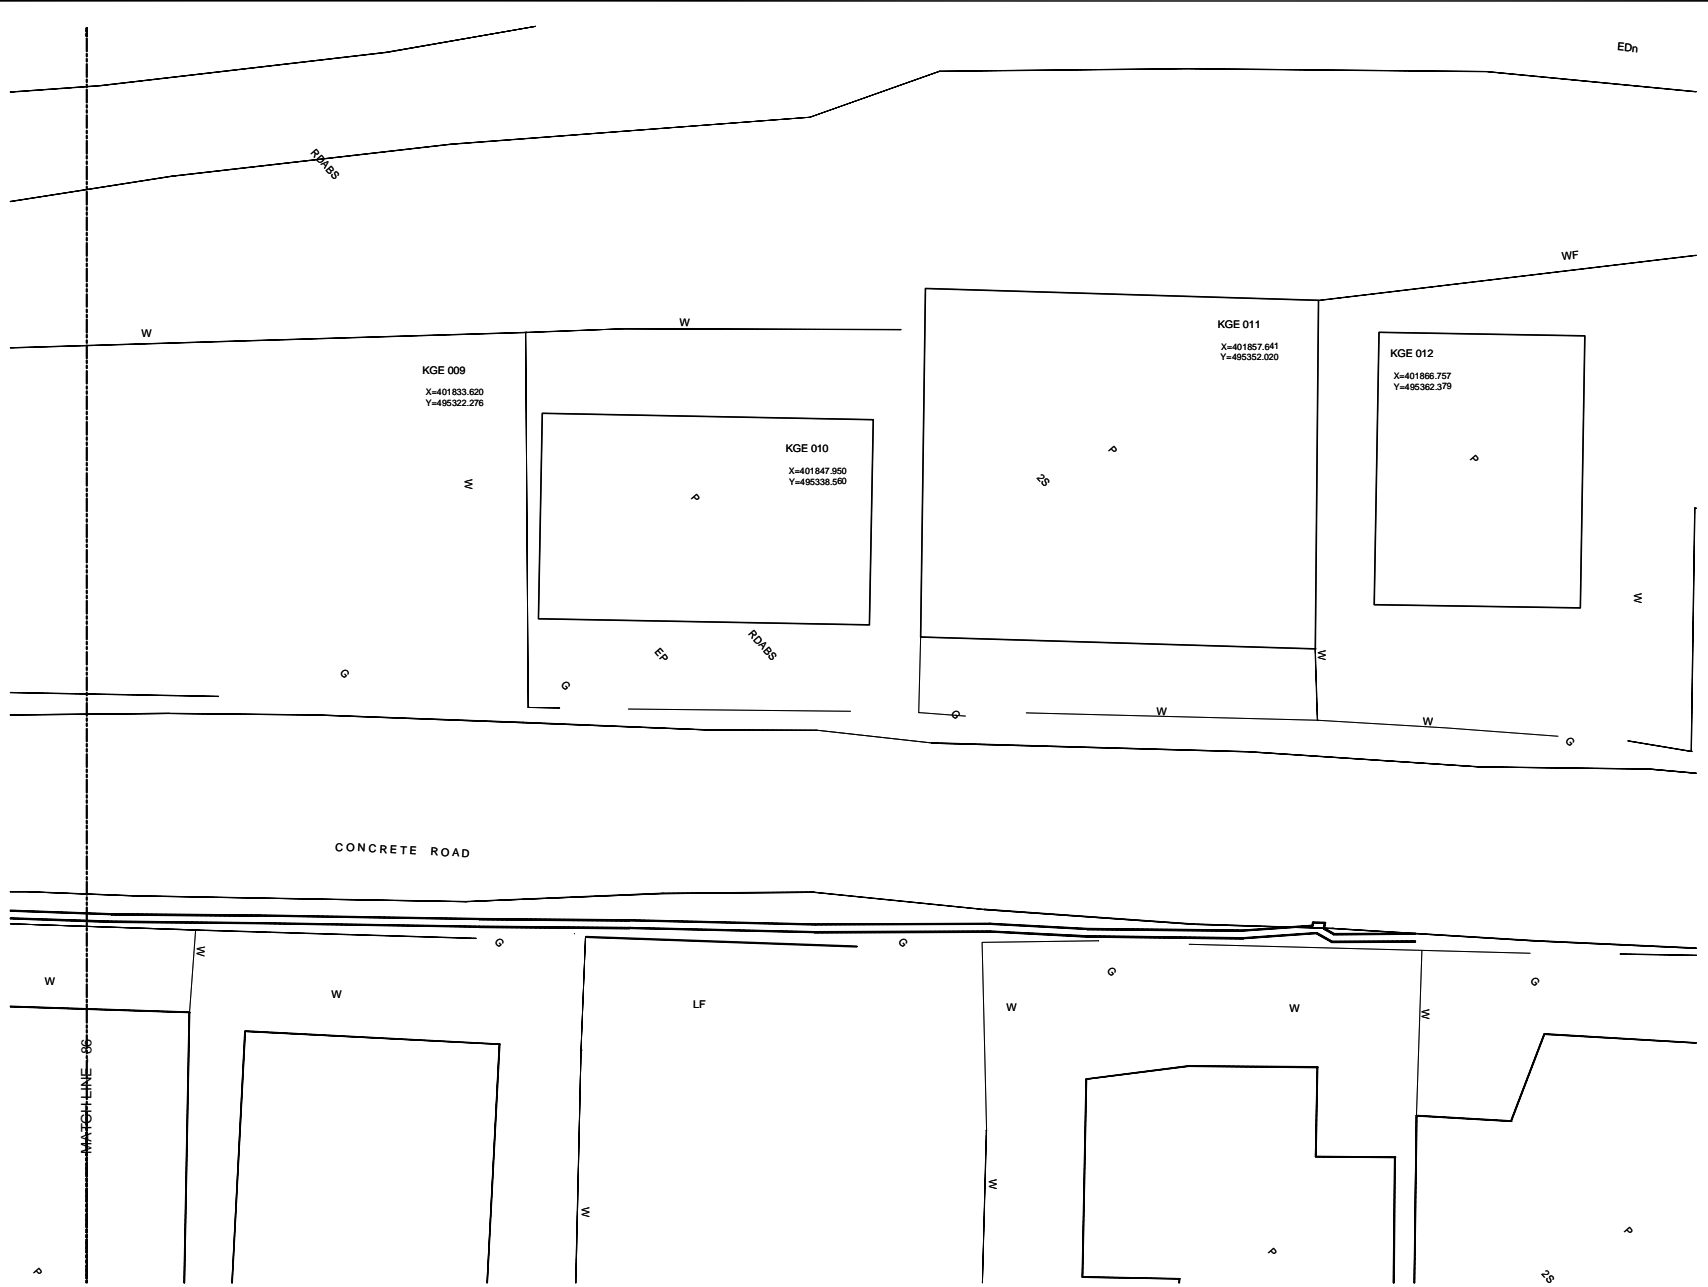 EDn
RDABS
WF
W
W
KGE 011
X=401857.641
Y=495352.020
KGE 012
X=401866.757
Y=495362.379
KGE 009
X=401833.620
Y=495322.276
KGE 010
X=401847.950
Y=495338.560
P
P
2S
W
P
W
RDABS
EP
W
G
G
G
W
W
G
CONCRETE ROAD
G
G
W
W
W
G
G
LF
W
W
W
MATCH LINE - 86
W
W
P
P
P
2S